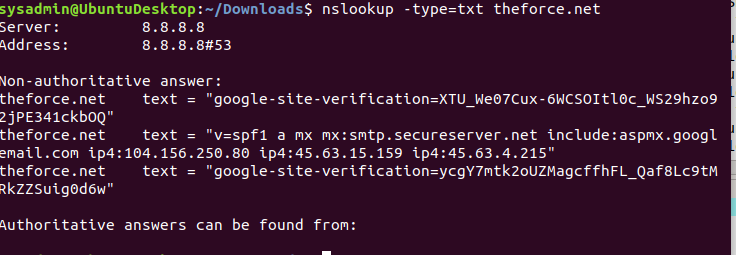 sysadmin@UbuntuDesktop:~/Downloads$ nslookup -type=txt theforce.net
Server: 8.8.8.8
Address: 8.8.8.8#53
Non-authoritative answer:
theforce.net text = "google-site-verification=XTU_We07Cux-6WCSOItl0c_WS29hzo9
2jPE341ckbOQ"
theforce.net text = "v=spf1 a mx mx:smtp.secureserver.net include:aspmx.googl
email.com ip4:104.156.250.80 ip4:45.63.15.159 ip4:45.63.4.215"
theforce.net text = "google-site-verification=ycgY7mtk2oUZMagcffhFL_Qaf8Lc9tM
RkZZSuig0d6w"
Authoritative answers can be found from: